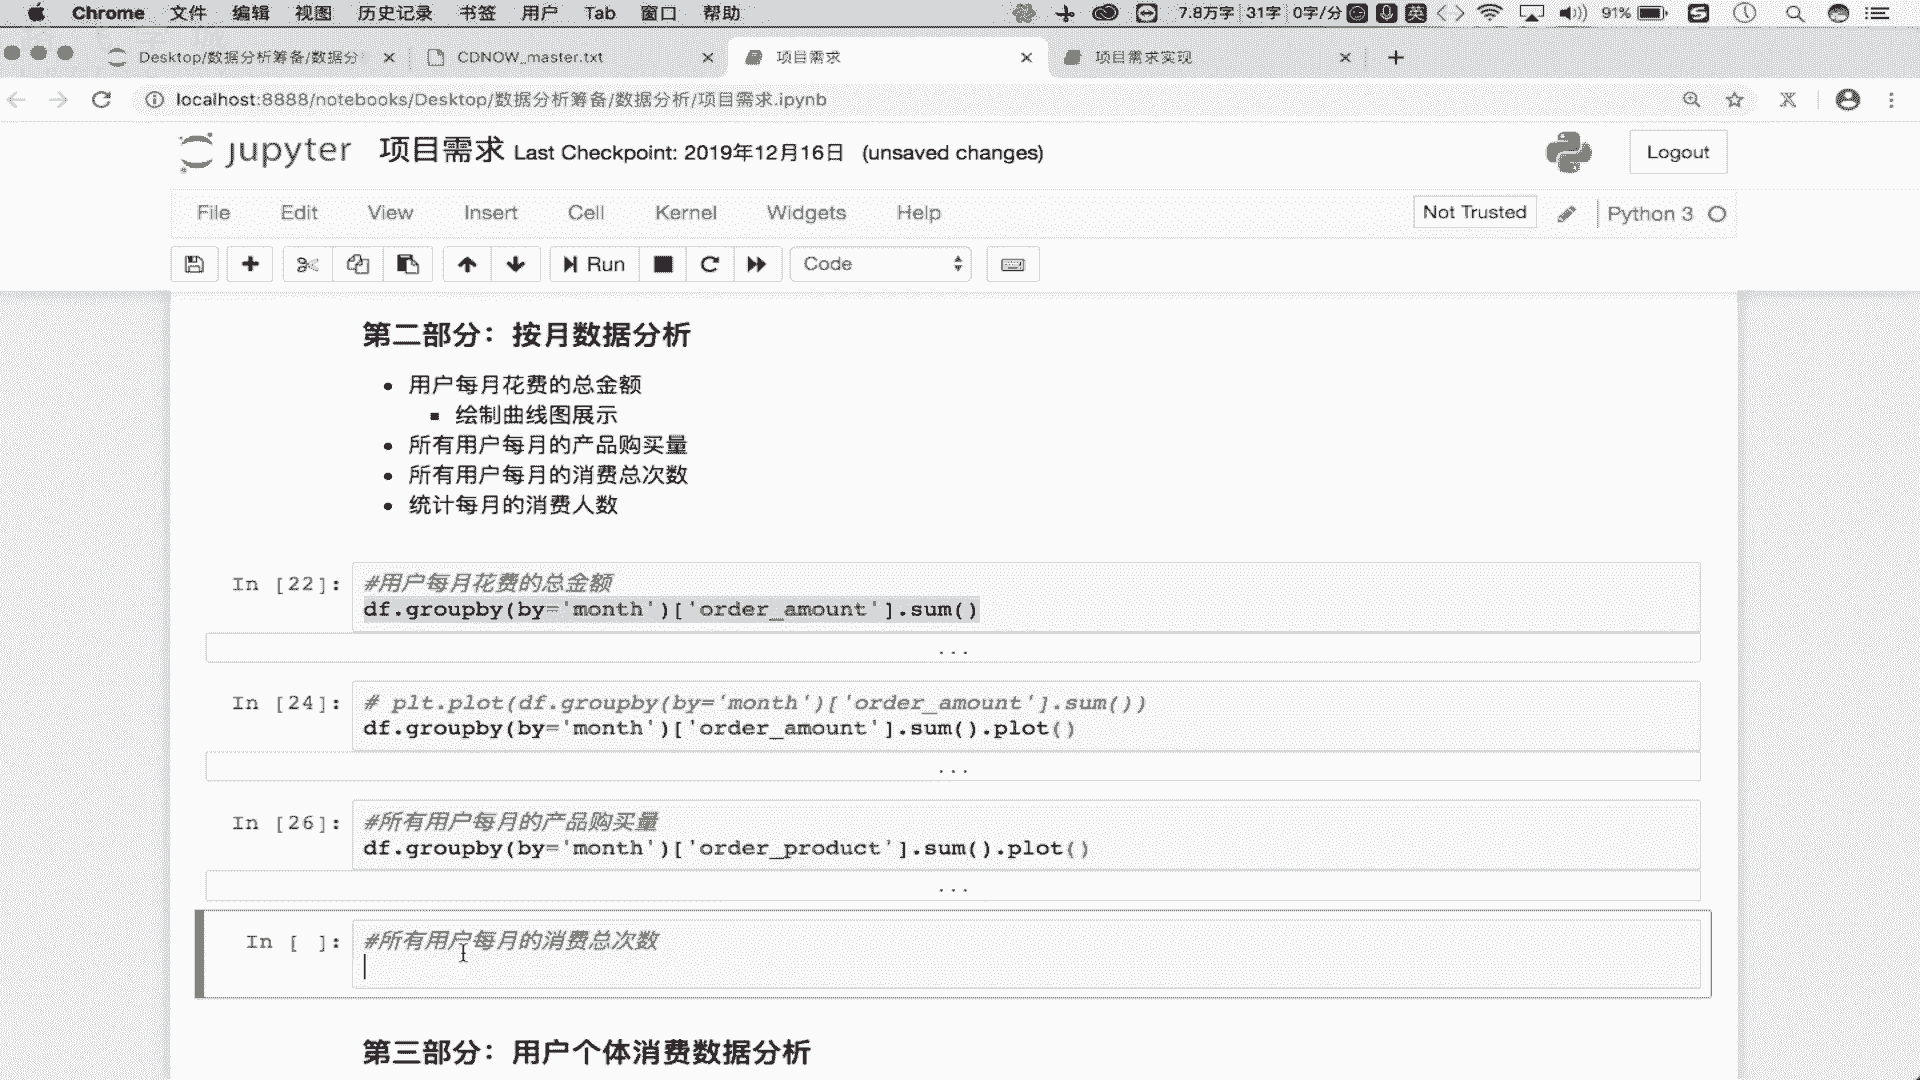 Chrome 文件 编辑 视图 历史记录 书签 用户 Tab 窗口 帮助 7.8万字 31字 0字/分 英 91%
Desktop/数据分析筹备/数据分 CDNOW_master.txt 项目需求 项目需求实现
localhost:8888/notebooks/Desktop/数据分析筹备/数据分析/项目需求.ipynb
jupyter 项目需求 Last Checkpoint: 2019年12月16日 (unsaved changes) Logout
File Edit View Insert Cell Kernel Widgets Help Not Trusted Python 3
Run Code
第二部分：按月数据分析
用户每月花费的总金额
绘制曲线图展示
所有用户每月的产品购买量
所有用户每月的消费总次数
统计每月的消费人数
In [22]: #用户每月花费的总金额
df.groupby(by='month')['order_amount'].sum()
...
In [24]: # plt.plot(df.groupby(by='month')['order_amount'].sum())
df.groupby(by='month')['order_amount'].sum().plot()
...
In [26]: #所有用户每月的产品购买量
df.groupby(by='month')['order_product'].sum().plot()
...
In [ ]: #所有用户每月的消费总次数
第三部分：用户个体消费数据分析